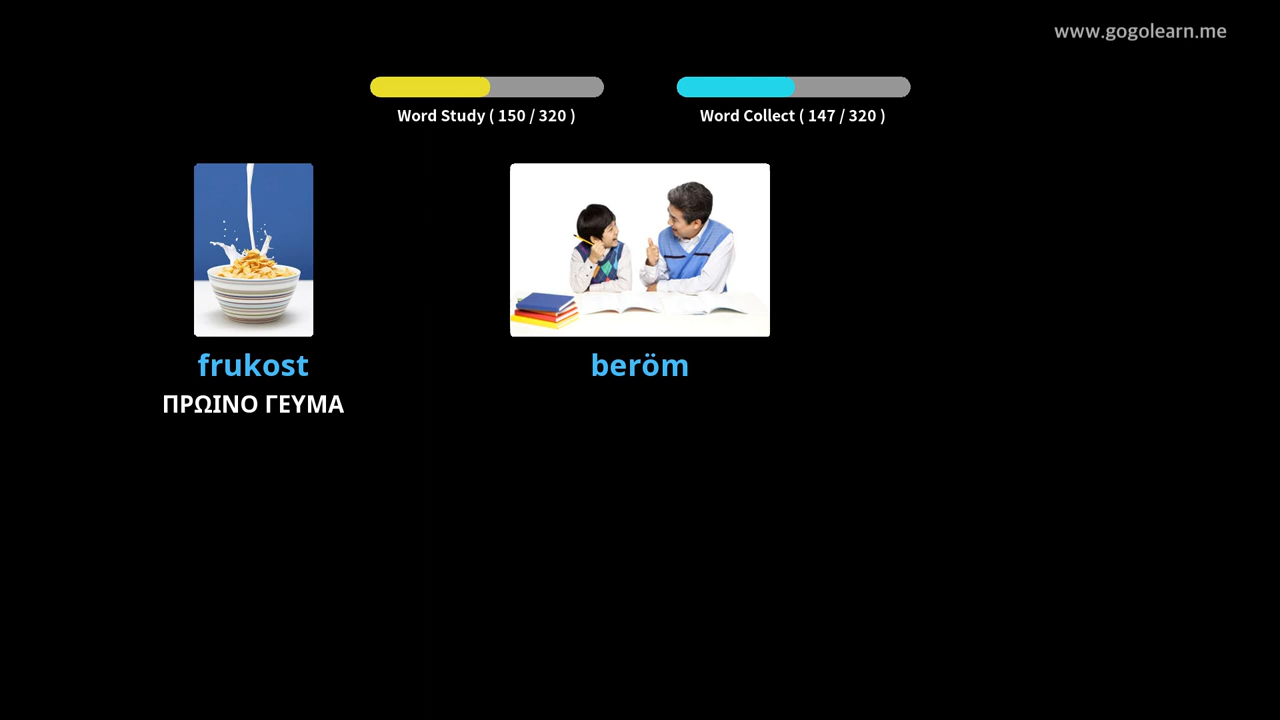 www.gogolearn.me
Word Study ( 150 / 320 )
Word Collect ( 147 / 320 )
frukost
ΠΡΩΙΝΟ ΓΕΥΜΑ
beröm